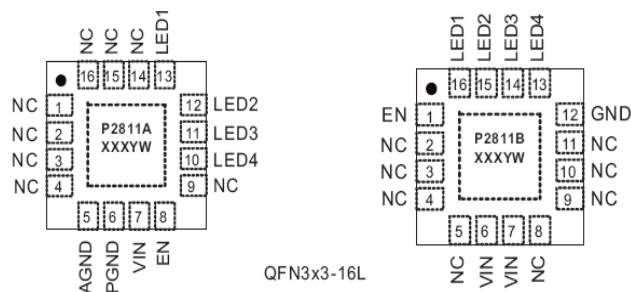 NC NC NC LED1
16 15 14 13
NC 1 12 LED2
NC 2 11 LED3
NC 3 10 LED4
NC 4 9 NC
P2811A
XXXYW
5 6 7 8
AGND PGND VIN EN
LED1 LED2 LED3 LED4
16 15 14 13
EN 1 12 GND
NC 2 11 NC
NC 3 10 NC
NC 4 9 NC
P2811B
XXXYW
5 6 7 8
NC VIN VIN NC
QFN3x3-16L